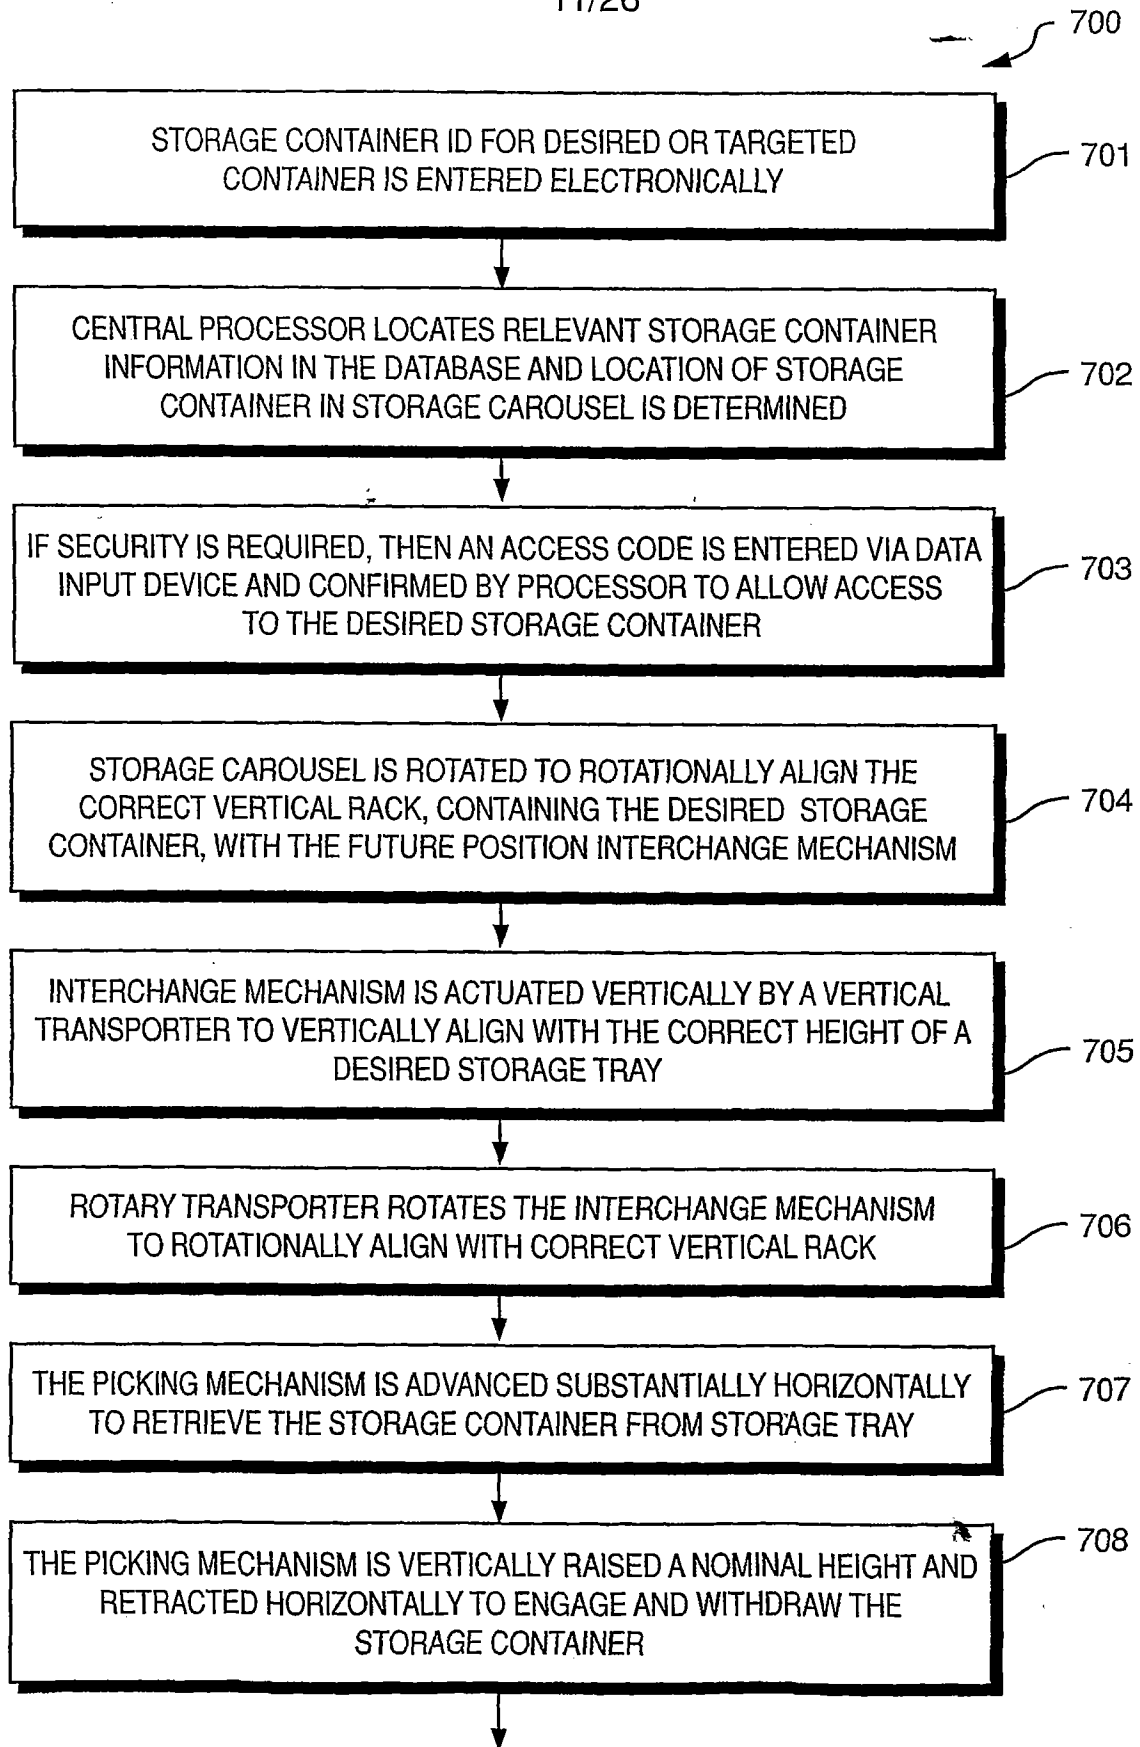 11/26
700
STORAGE CONTAINER ID FOR DESIRED OR TARGETED
CONTAINER IS ENTERED ELECTRONICALLY
701
CENTRAL PROCESSOR LOCATES RELEVANT STORAGE CONTAINER
INFORMATION IN THE DATABASE AND LOCATION OF STORAGE
CONTAINER IN STORAGE CAROUSEL IS DETERMINED
702
IF SECURITY IS REQUIRED, THEN AN ACCESS CODE IS ENTERED VIA DATA
INPUT DEVICE AND CONFIRMED BY PROCESSOR TO ALLOW ACCESS
TO THE DESIRED STORAGE CONTAINER
703
STORAGE CAROUSEL IS ROTATED TO ROTATIONALLY ALIGN THE
CORRECT VERTICAL RACK, CONTAINING THE DESIRED STORAGE
CONTAINER, WITH THE FUTURE POSITION INTERCHANGE MECHANISM
704
INTERCHANGE MECHANISM IS ACTUATED VERTICALLY BY A VERTICAL
TRANSPORTER TO VERTICALLY ALIGN WITH THE CORRECT HEIGHT OF A
DESIRED STORAGE TRAY
705
ROTARY TRANSPORTER ROTATES THE INTERCHANGE MECHANISM
TO ROTATIONALLY ALIGN WITH CORRECT VERTICAL RACK
706
THE PICKING MECHANISM IS ADVANCED SUBSTANTIALLY HORIZONTALLY
TO RETRIEVE THE STORAGE CONTAINER FROM STORAGE TRAY
707
THE PICKING MECHANISM IS VERTICALLY RAISED A NOMINAL HEIGHT AND
RETRACTED HORIZONTALLY TO ENGAGE AND WITHDRAW THE
STORAGE CONTAINER
708